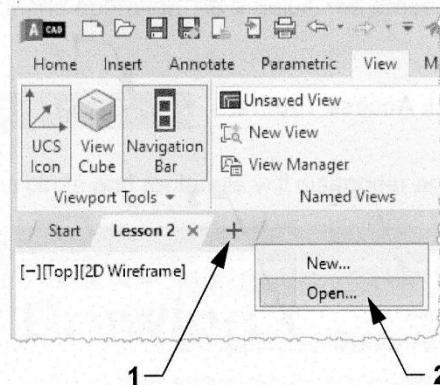 A CAD
Home Insert Annotate Parametric View M
Unsaved View
UCS Icon
View Cube
Navigation Bar
New View
View Manager
Viewport Tools
Named Views
Start Lesson 2
[−][Top][2D Wireframe]
New...
Open...
1
2